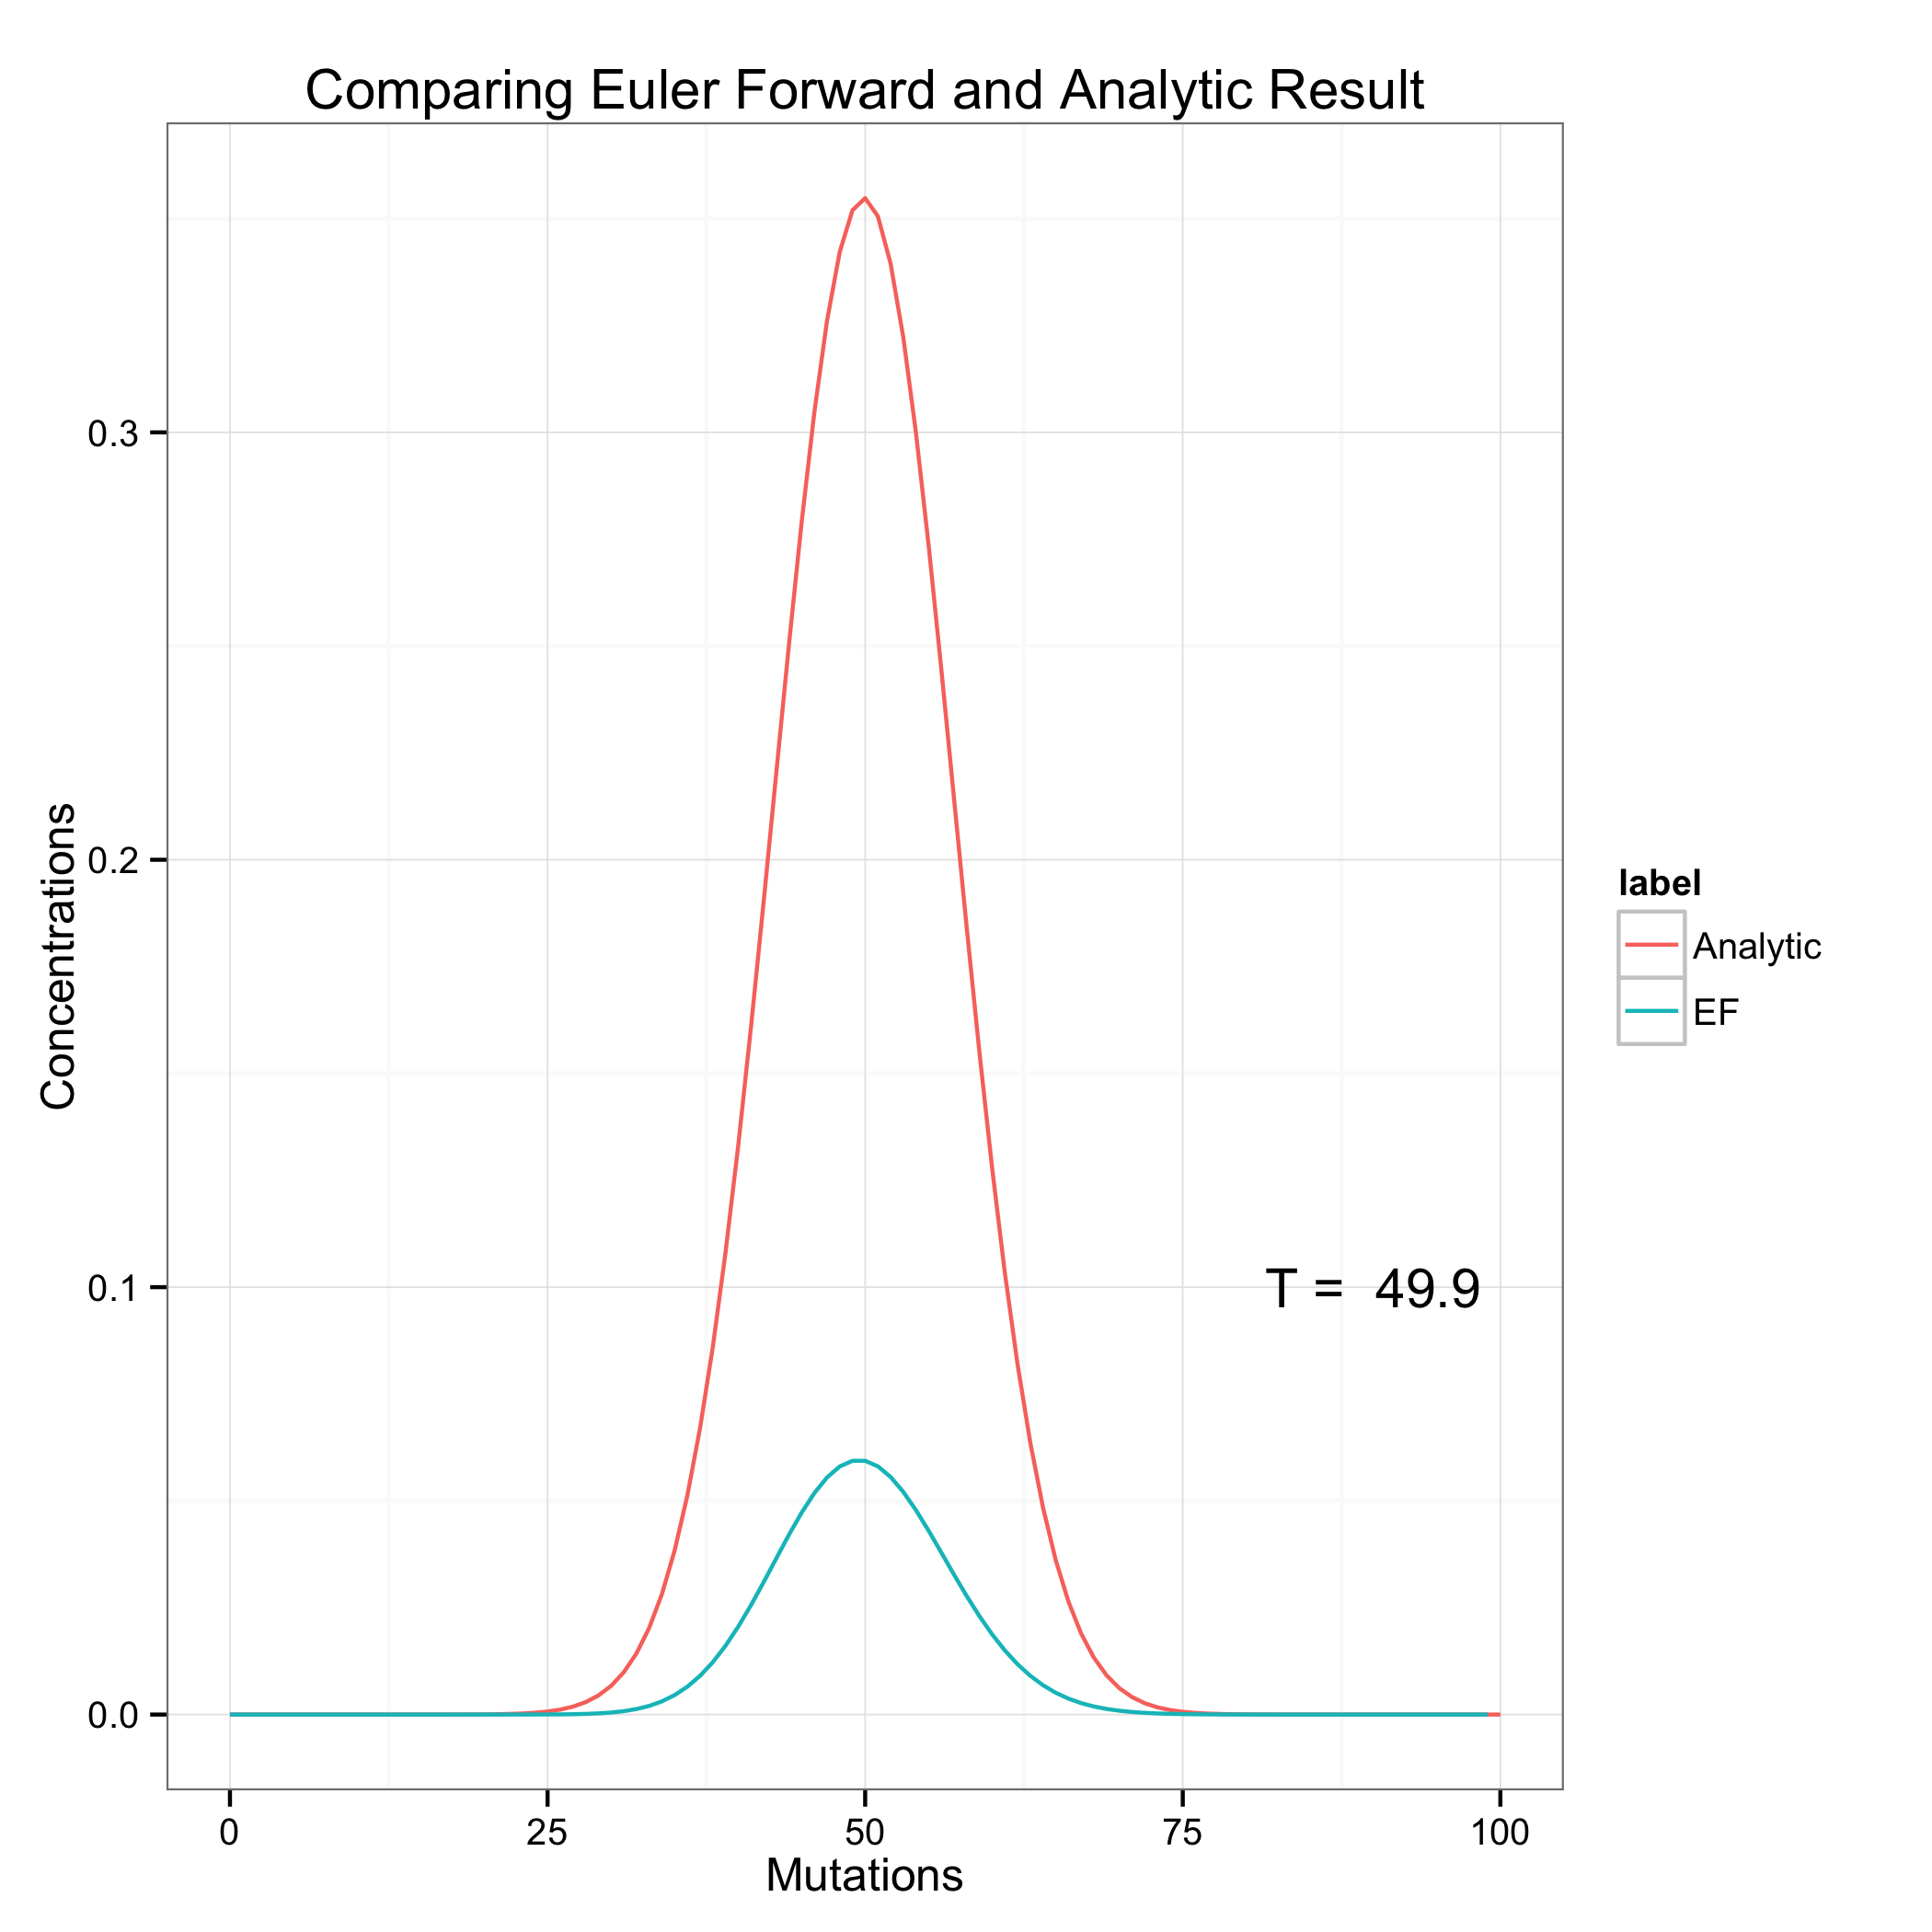 Comparing Euler Forward and Analytic Result
Concentrations
0.3
0.2
0.1
0.0
T = 49.9
0 25 50 75 100
Mutations
label
Analytic
EF